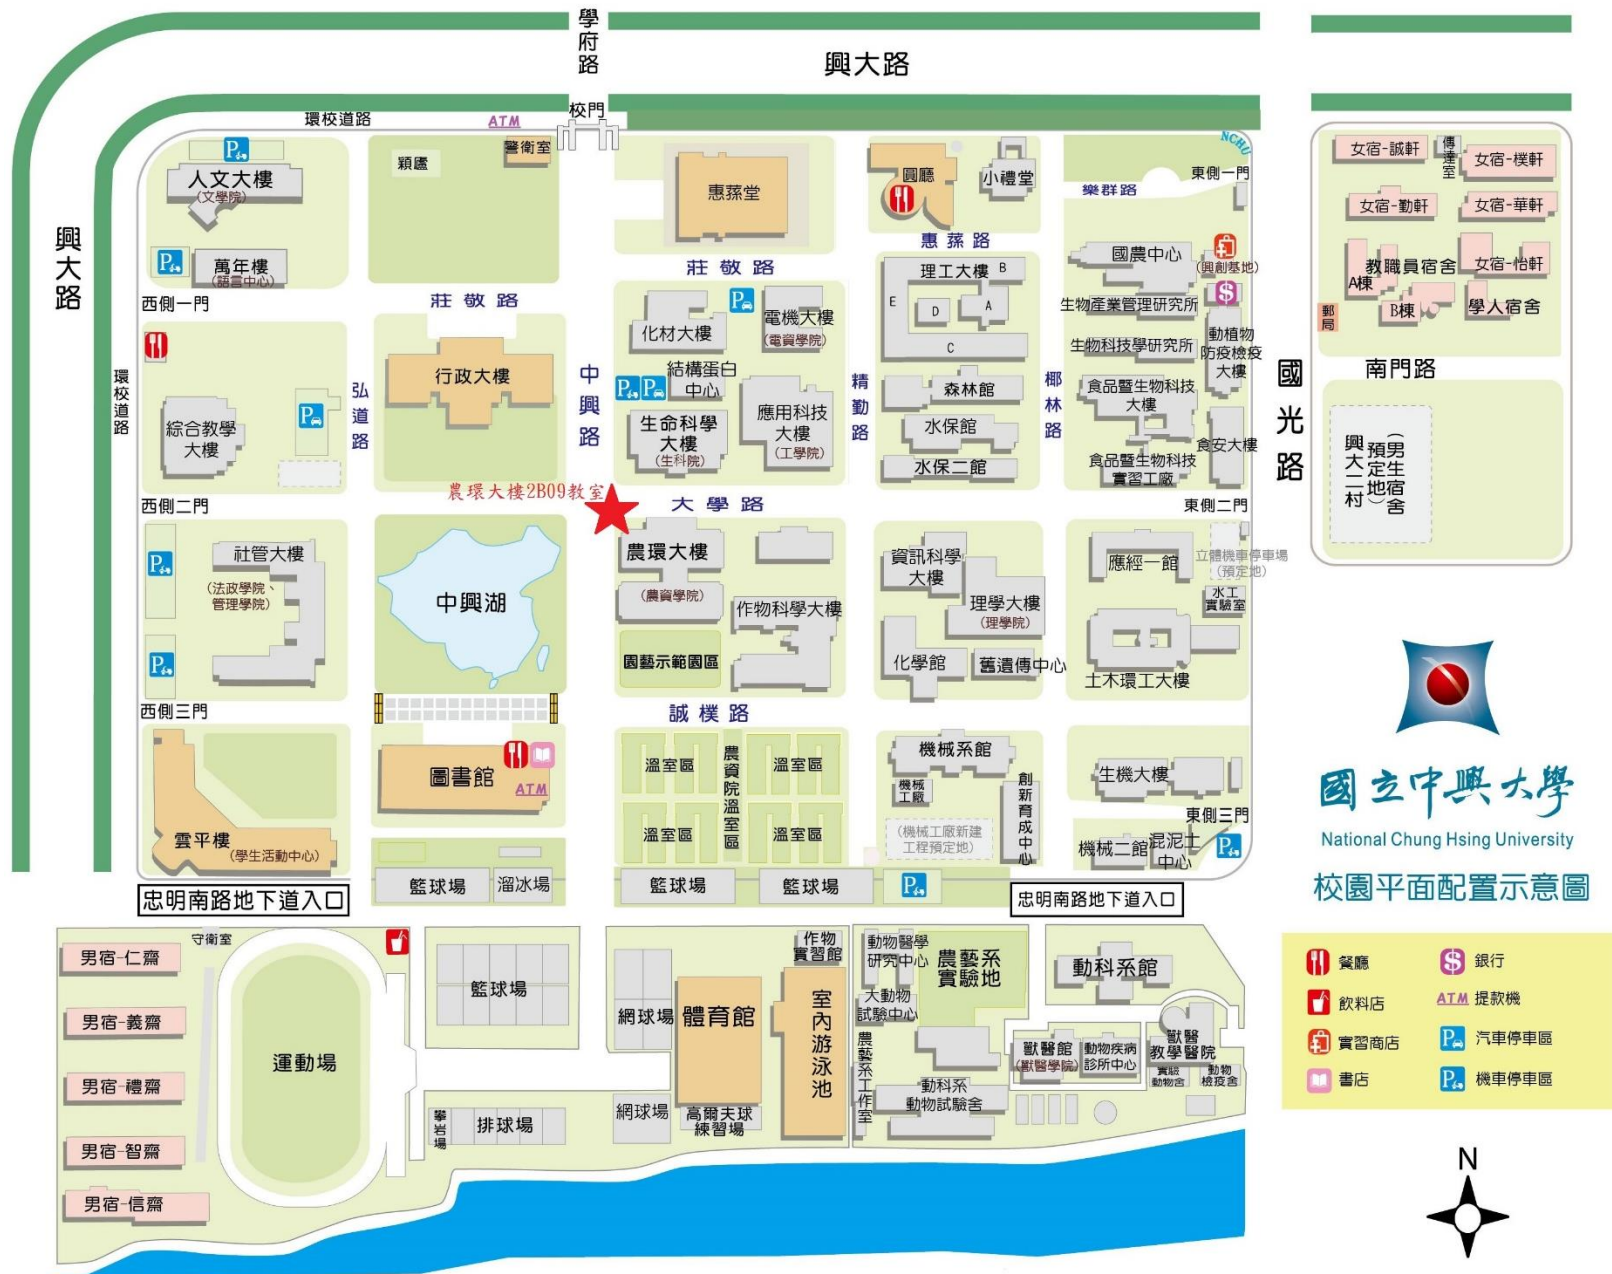 學府路
興大路
校門
環校道路
ATM
警衛室
穎廬
人文大樓
(文學院)
惠蓀堂
圓廳
小禮堂
NCHU
東側一門
樂群路
女宿-誠軒
傳達室
女宿-樸軒
女宿-勤軒
女宿-華軒
興大路
萬年樓
(語言中心)
西側一門
莊敬路
莊敬路
惠蓀路
國農中心
(興創基地)
教職員宿舍
A棟
B棟
女宿-怡軒
學人宿舍
郵局
理工大樓
A
B
C
D
E
生物產業管理研究所
動植物
防疫檢疫
大樓
化材大樓
電機大樓
(電資學院)
行政大樓
結構蛋白
中心
生物科技學研究所
南門路
環校道路
弘道路
中興路
精勤路
椰林路
國光路
綜合教學
大樓
生命科學
大樓
(生科院)
應用科技
大樓
(工學院)
森林館
水保館
水保二館
食品暨生物科技
大樓
食品暨生物科技
實習工廠
食安大樓
興大二村
(男生宿舍
預定地)
農環大樓2B09教室
西側二門
大學路
東側二門
社管大樓
(法政學院、
管理學院)
中興湖
農環大樓
(農資學院)
作物科學大樓
園藝示範園區
資訊科學
大樓
理學大樓
(理學院)
化學館
舊遺傳中心
應經一館
立體機車停車場
(預定地)
水工
實驗室
土木環工大樓
西側三門
誠樸路
圖書館
ATM
雲平樓
(學生活動中心)
溫室區
溫室區
溫室區
溫室區
農資院溫室區
機械系館
機械
工廠
(機械工廠新建
工程預定地)
創新育成中心
生機大樓
東側三門
機械二館
混泥土
中心
國立中興大學
National Chung Hsing University
校園平面配置示意圖
籃球場
溜冰場
籃球場
籃球場
忠明南路地下道入口
忠明南路地下道入口
守衛室
男宿-仁齋
男宿-義齋
男宿-禮齋
男宿-智齋
男宿-信齋
運動場
籃球場
攀岩場
排球場
網球場
網球場
體育館
高爾夫球
練習場
作物
實習館
室內游泳池
動物醫學
研究中心
大動物
試驗中心
農藝系
實驗地
農藝系工作室
動科系
動物試驗舍
動科系館
獸醫館
(獸醫學院)
動物疾病
診所中心
獸醫
教學醫院
實驗
動物舍
動物
檢疫舍
餐廳
銀行
飲料店
ATM 提款機
實習商店
汽車停車區
書店
機車停車區
N